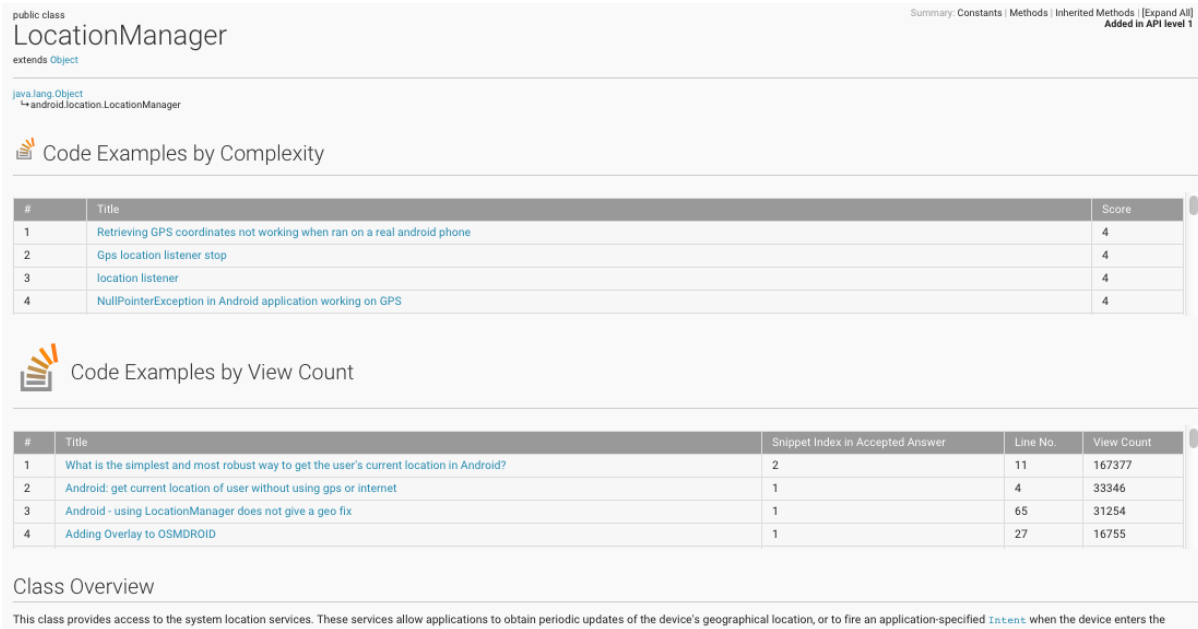 public class
Summary: Constants | Methods | Inherited Methods | [Expand All]
LocationManager
Added in API level 1
extends Object
java.lang.Object
↳android.location.LocationManager
Code Examples by Complexity
# Title Score
1 Retrieving GPS coordinates not working when ran on a real android phone 4
2 Gps location listener stop 4
3 location listener 4
4 NullPointerException in Android application working on GPS 4
Code Examples by View Count
# Title Snippet Index in Accepted Answer Line No. View Count
1 What is the simplest and most robust way to get the user's current location in Android? 2 11 167377
2 Android: get current location of user without using gps or internet 1 4 33346
3 Android - using LocationManager does not give a geo fix 1 65 31254
4 Adding Overlay to OSMDROID 1 27 16755
Class Overview
This class provides access to the system location services. These services allow applications to obtain periodic updates of the device's geographical location, or to fire an application-specified Intent when the device enters the